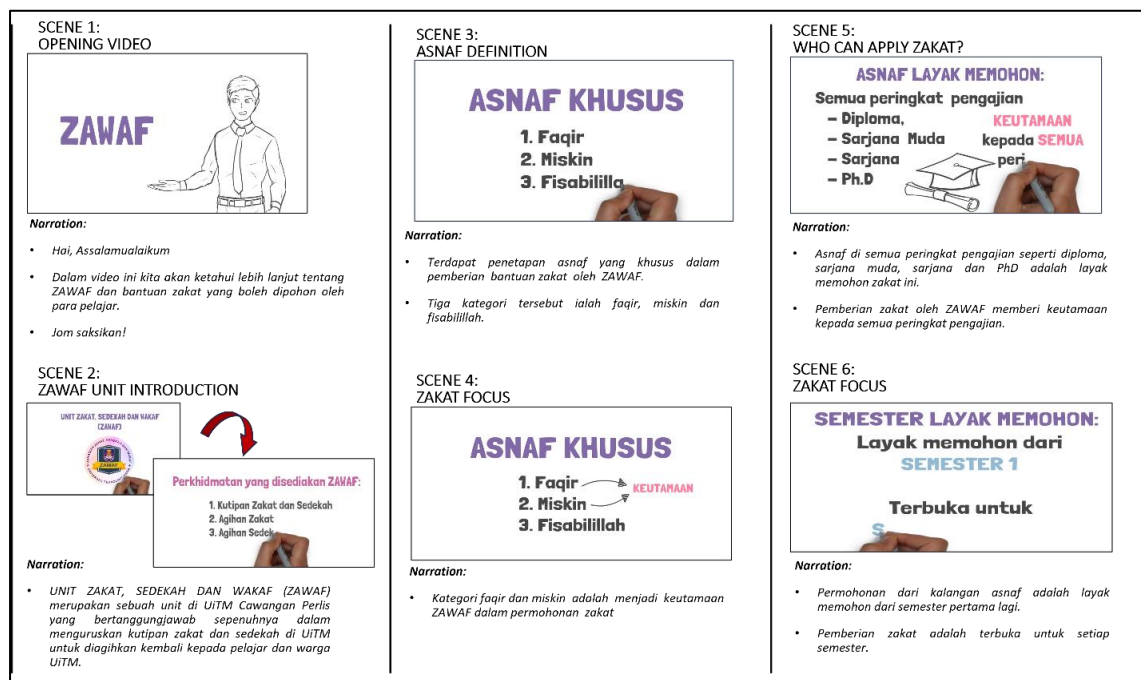 SCENE 1:
OPENING VIDEO
ZAWAF
Narration:
• Hai, Assalamualaikum
• Dalam video ini kita akan ketahui lebih lanjut tentang
ZAWAF dan bantuan zakat yang boleh dipohon oleh
para pelajar.
• Jom saksikan!
SCENE 2:
ZAWAF UNIT INTRODUCTION
UNIT ZAKAT, SEDEKAH DAN WAKAF
(ZAWAF)
ZAWAF
Perkhidmatan yang disediakan ZAWAF:
1. Kutipan Zakat dan Sedekah
2. Agihan Zakat
3. Agihan Sedek
Narration:
• UNIT ZAKAT, SEDEKAH DAN WAKAF (ZAWAF)
merupakan sebuah unit di UiTM Cawangan Perlis
yang bertanggungjawab sepenuhnya dalam
menguruskan kutipan zakat dan sedekah di UiTM
untuk diagihkan kembali kepada pelajar dan warga
UiTM.
SCENE 3:
ASNAF DEFINITION
ASNAF KHUSUS
1. Faqir
2. Miskin
3. Fisabililla
Narration:
• Terdapat penetapan asnaf yang khusus dalam
pemberian bantuan zakat oleh ZAWAF.
• Tiga kategori tersebut ialah faqir, miskin dan
fisabilillah.
SCENE 4:
ZAKAT FOCUS
ASNAF KHUSUS
1. Faqir
KEUTAMAAN
2. Miskin
3. Fisabilillah
Narration:
• Kategori faqir dan miskin adalah menjadi keutamaan
ZAWAF dalam permohonan zakat
SCENE 5:
WHO CAN APPLY ZAKAT?
ASNAF LAYAK MEMOHON:
Semua peringkat pengajian
– Diploma,
– Sarjana Muda
– Sarjana
– Ph.D
KEUTAMAAN
kepada SEMUA
peri
Narration:
• Asnaf di semua peringkat pengajian seperti diploma,
sarjana muda, sarjana dan PhD adalah layak
memohon zakat ini.
• Pemberian zakat oleh ZAWAF memberi keutamaan
kepada semua peringkat pengajian.
SCENE 6:
ZAKAT FOCUS
SEMESTER LAYAK MEMOHON:
Layak memohon dari
SEMESTER 1
Terbuka untuk
S
Narration:
• Permohonan dari kalangan asnaf adalah layak
memohon dari semester pertama lagi.
• Pemberian zakat adalah terbuka untuk setiap
semester.